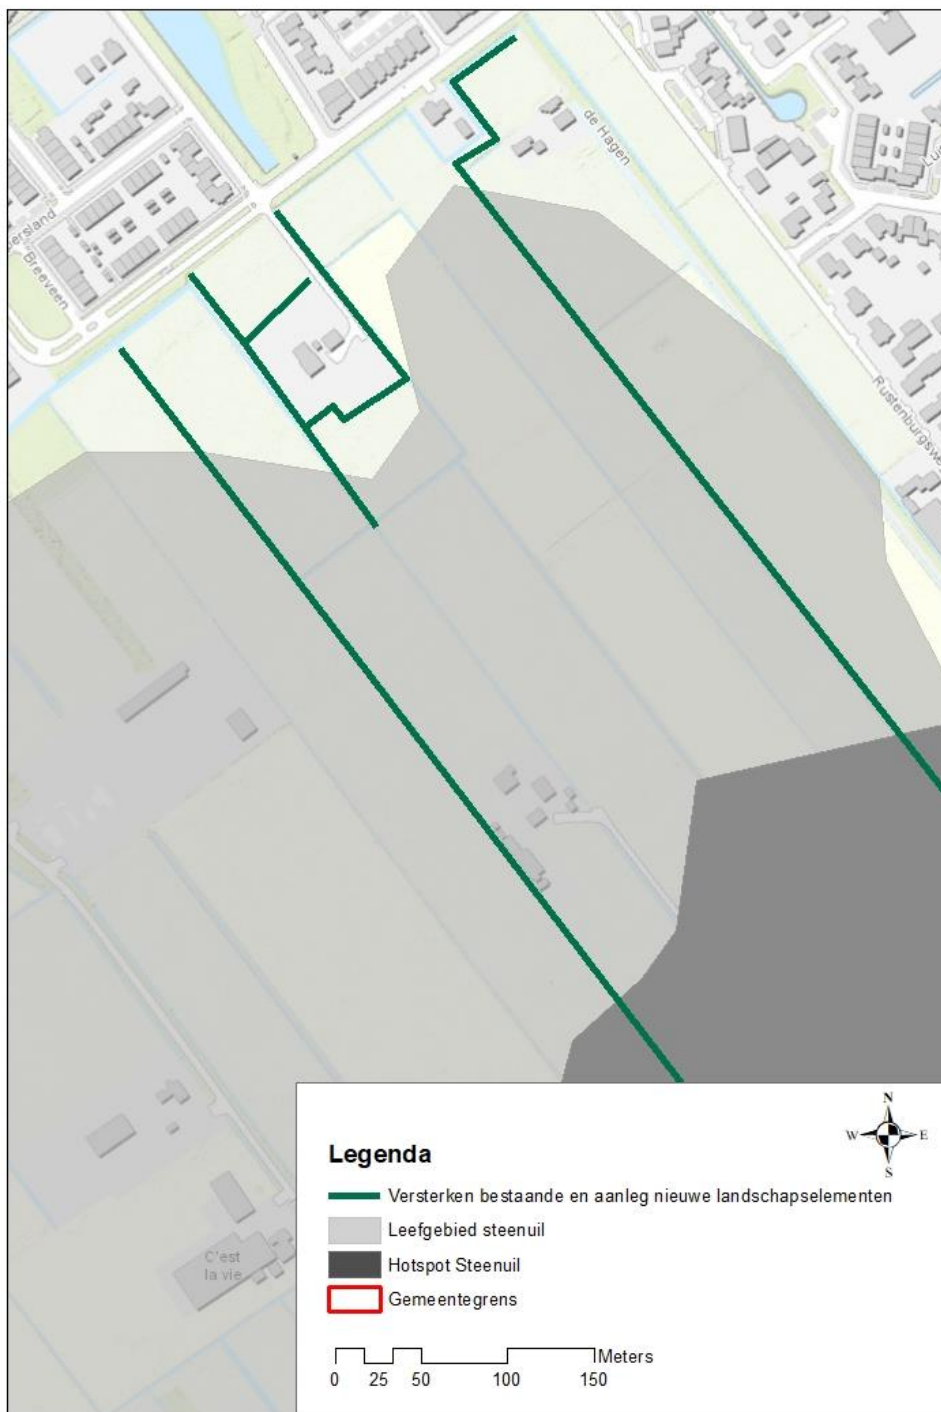 de Hagen
Breeveen
C'est
la vie
N
W
E
S
Legenda
Versterken bestaande en aanleg nieuwe landschapselementen
Leefgebied steenuil
Hotspot Steenuil
Gemeentegrens
Meters
0 25 50 100 150